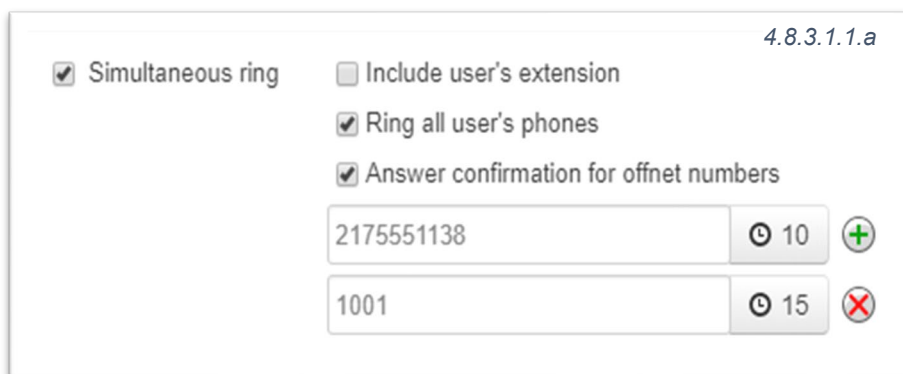 4.8.3.1.1.a
Simultaneous ring Include user's extension
Ring all user's phones
Answer confirmation for offnet numbers
2175551138 10
1001 15